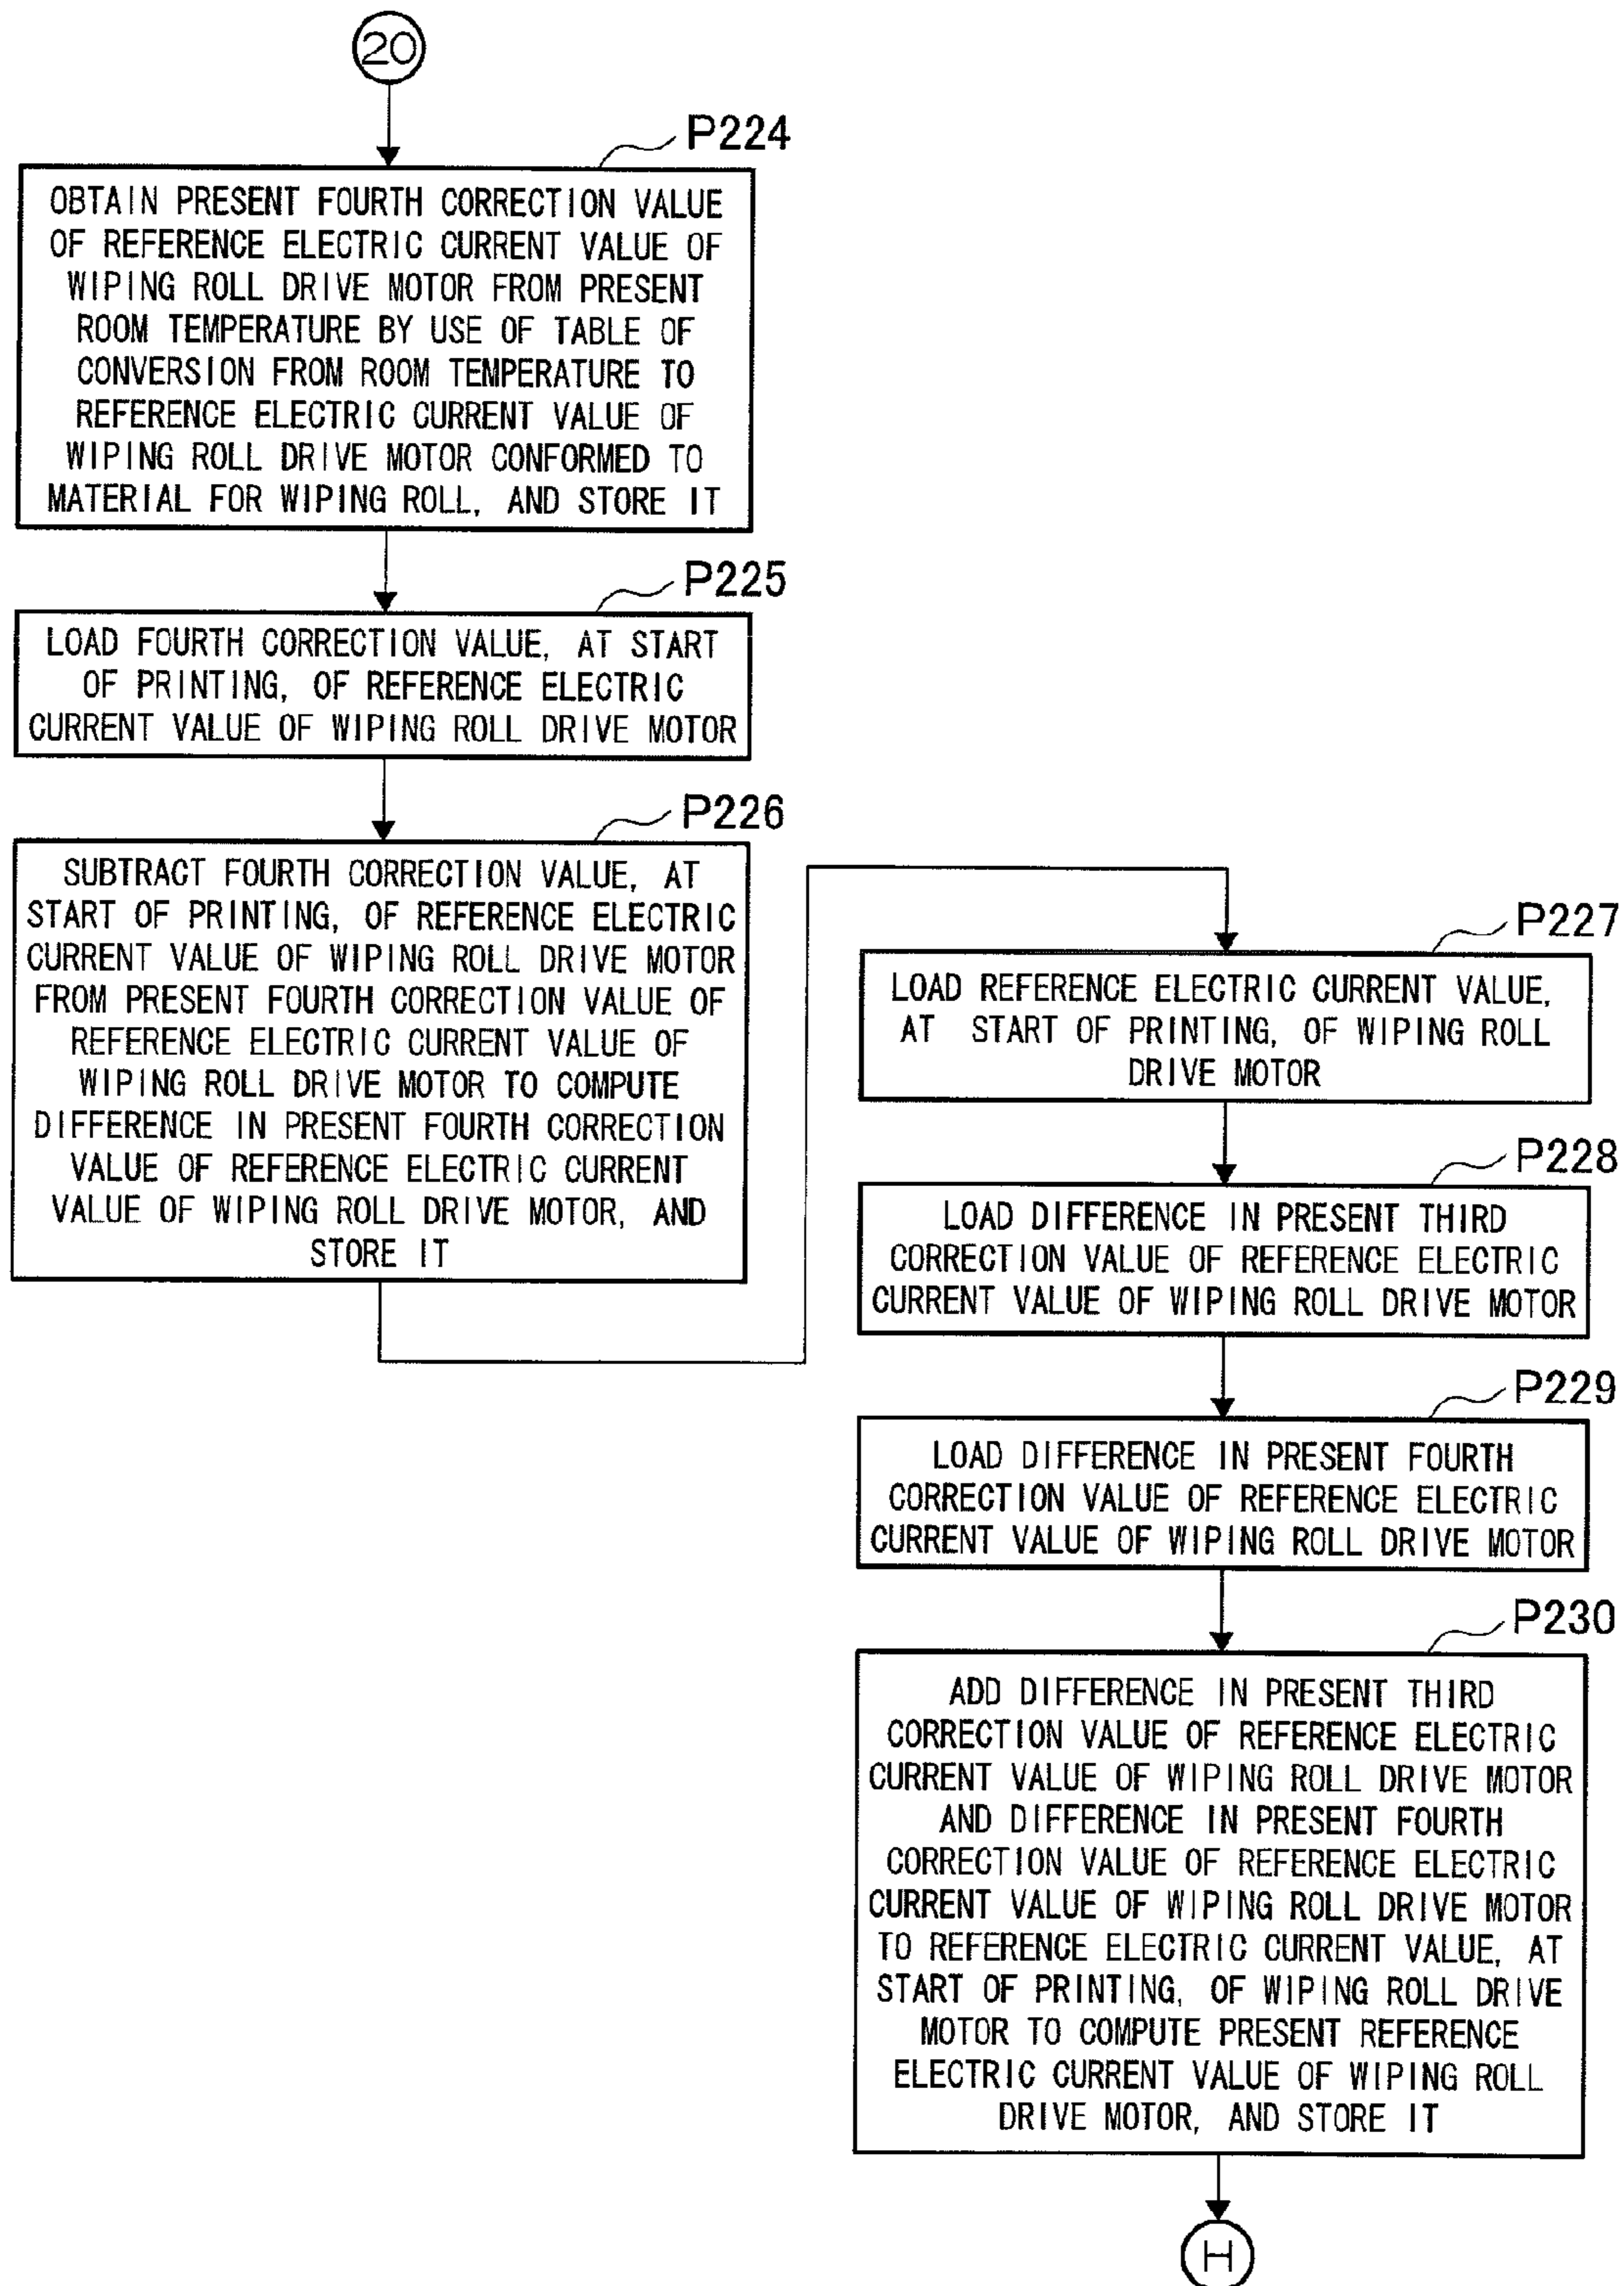 20
P224
OBTAIN PRESENT FOURTH CORRECTION VALUE
OF REFERENCE ELECTRIC CURRENT VALUE OF
WIPING ROLL DRIVE MOTOR FROM PRESENT
ROOM TEMPERATURE BY USE OF TABLE OF
CONVERSION FROM ROOM TEMPERATURE TO
REFERENCE ELECTRIC CURRENT VALUE OF
WIPING ROLL DRIVE MOTOR CONFORMED TO
MATERIAL FOR WIPING ROLL, AND STORE IT
P225
LOAD FOURTH CORRECTION VALUE, AT START
OF PRINTING, OF REFERENCE ELECTRIC
CURRENT VALUE OF WIPING ROLL DRIVE MOTOR
P226
SUBTRACT FOURTH CORRECTION VALUE, AT
START OF PRINTING, OF REFERENCE ELECTRIC
CURRENT VALUE OF WIPING ROLL DRIVE MOTOR
FROM PRESENT FOURTH CORRECTION VALUE OF
REFERENCE ELECTRIC CURRENT VALUE OF
WIPING ROLL DRIVE MOTOR TO COMPUTE
DIFFERENCE IN PRESENT FOURTH CORRECTION
VALUE OF REFERENCE ELECTRIC CURRENT
VALUE OF WIPING ROLL DRIVE MOTOR, AND
STORE IT
P227
LOAD REFERENCE ELECTRIC CURRENT VALUE,
AT START OF PRINTING, OF WIPING ROLL
DRIVE MOTOR
P228
LOAD DIFFERENCE IN PRESENT THIRD
CORRECTION VALUE OF REFERENCE ELECTRIC
CURRENT VALUE OF WIPING ROLL DRIVE MOTOR
P229
LOAD DIFFERENCE IN PRESENT FOURTH
CORRECTION VALUE OF REFERENCE ELECTRIC
CURRENT VALUE OF WIPING ROLL DRIVE MOTOR
P230
ADD DIFFERENCE IN PRESENT THIRD
CORRECTION VALUE OF REFERENCE ELECTRIC
CURRENT VALUE OF WIPING ROLL DRIVE MOTOR
AND DIFFERENCE IN PRESENT FOURTH
CORRECTION VALUE OF REFERENCE ELECTRIC
CURRENT VALUE OF WIPING ROLL DRIVE MOTOR
TO REFERENCE ELECTRIC CURRENT VALUE, AT
START OF PRINTING, OF WIPING ROLL DRIVE
MOTOR TO COMPUTE PRESENT REFERENCE
ELECTRIC CURRENT VALUE OF WIPING ROLL
DRIVE MOTOR, AND STORE IT
H